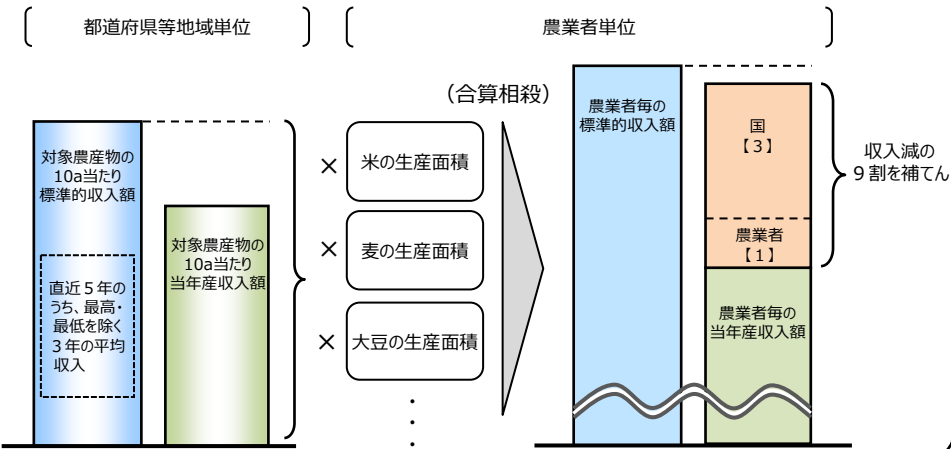 都道府県等地域単位
農業者単位
対象農産物の
10a当たり
標準的収入額
直近５年の
うち、最高・
最低を除く
３年の平均
収入
対象農産物の
10a当たり
当年産収入額
（合算相殺）
×
米の生産面積
×
麦の生産面積
×
大豆の生産面積
・
・
・
農業者毎の
標準的収入額
国
【３】
農業者
【１】
農業者毎の
当年産収入額
収入減の
９割を補てん